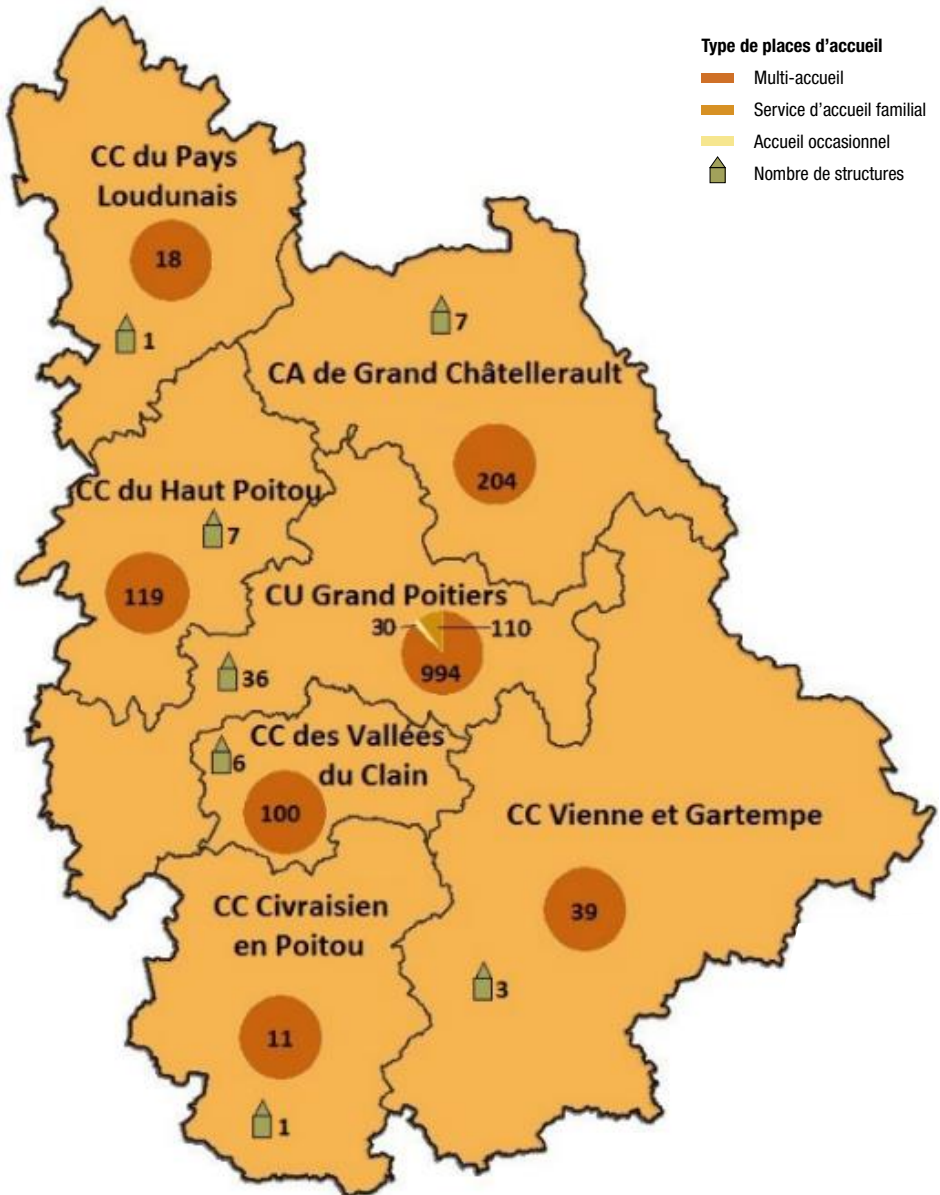 Type de places d'accueil
Multi-accueil
Service d'accueil familial
Accueil occasionnel
Nombre de structures
CC du Pays
Loudunais
18
1
7
CA de Grand Châtellerault
204
CC du Haut Poitou
7
119
CU Grand Poitiers
30
110
994
36
CC des Vallées
du Clain
6
100
CC Vienne et Gartempe
39
3
CC Civraisien
en Poitou
11
1